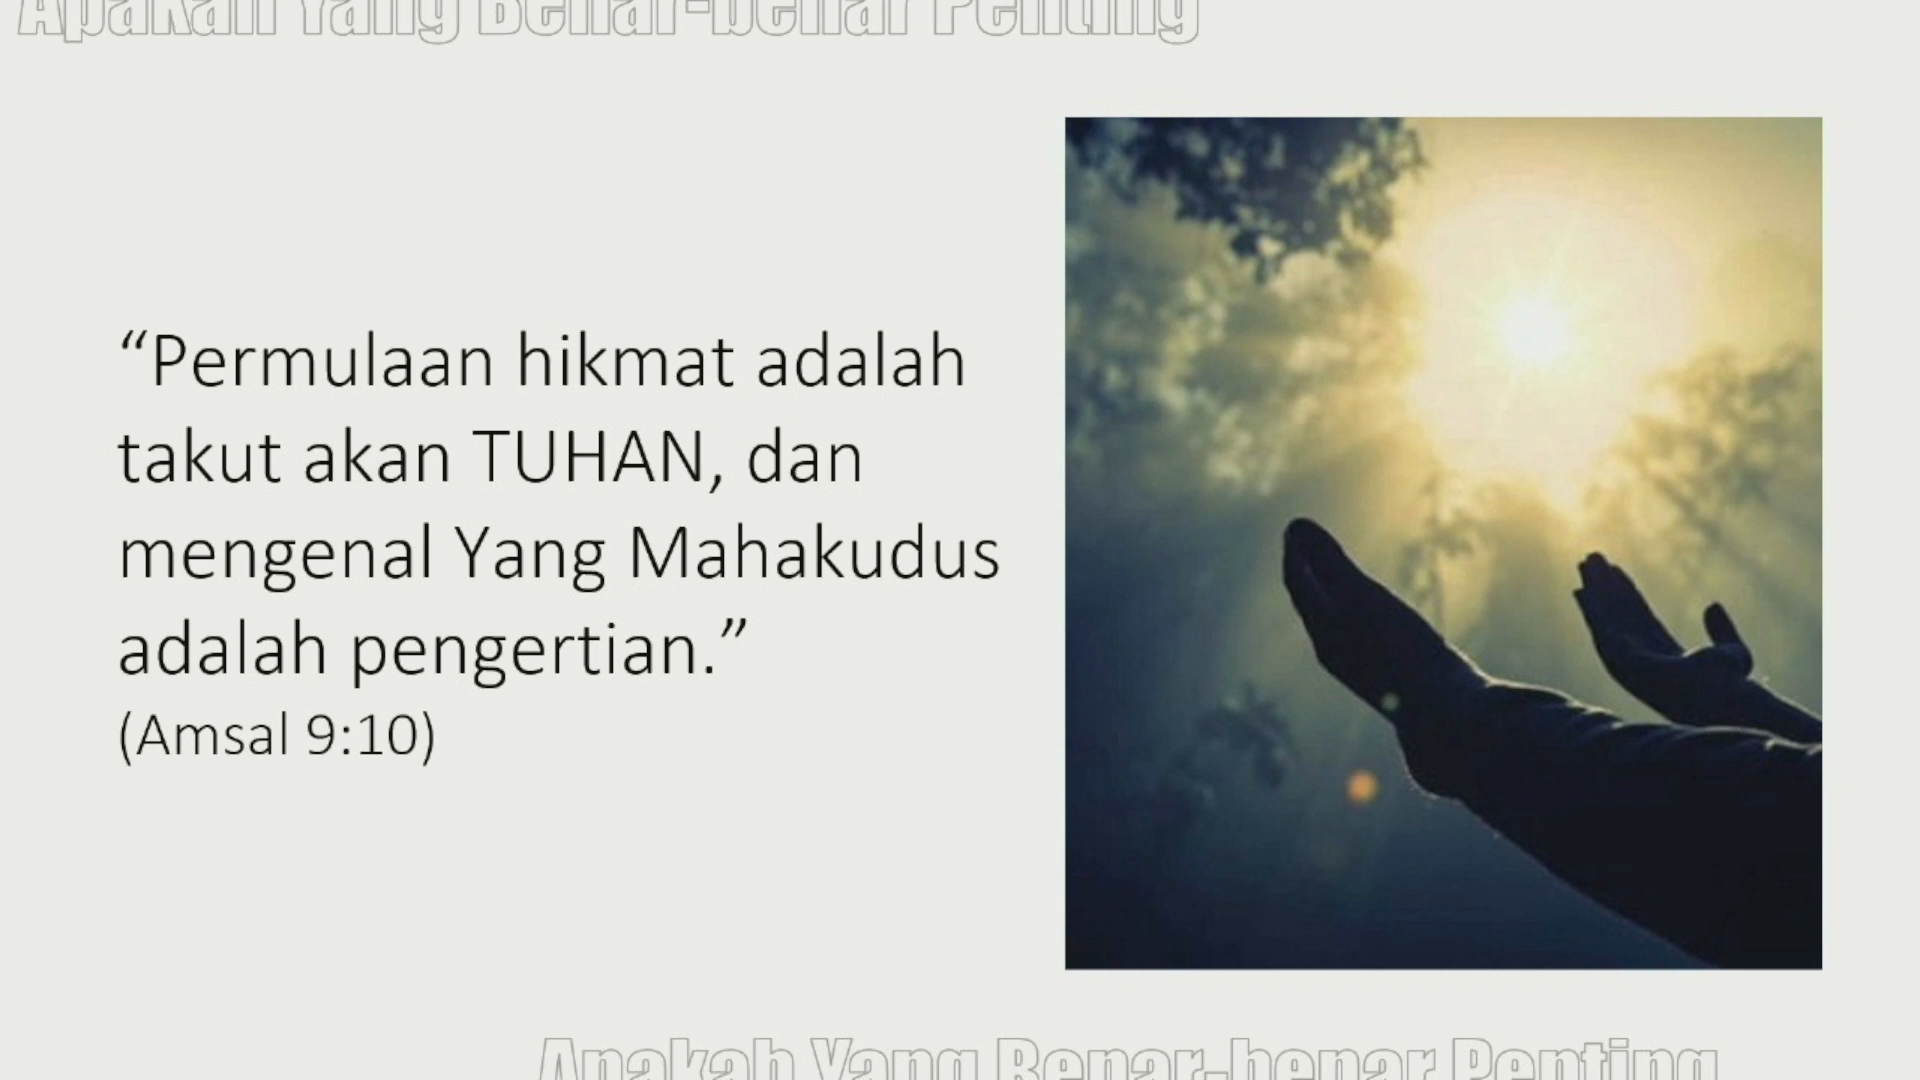 Apakah Yang Benar-benar Penting
“Permulaan hikmat adalah
takut akan TUHAN, dan
mengenal Yang Mahakudus
adalah pengertian.”
(Amsal 9:10)
Apakah Yang Benar-benar Penting